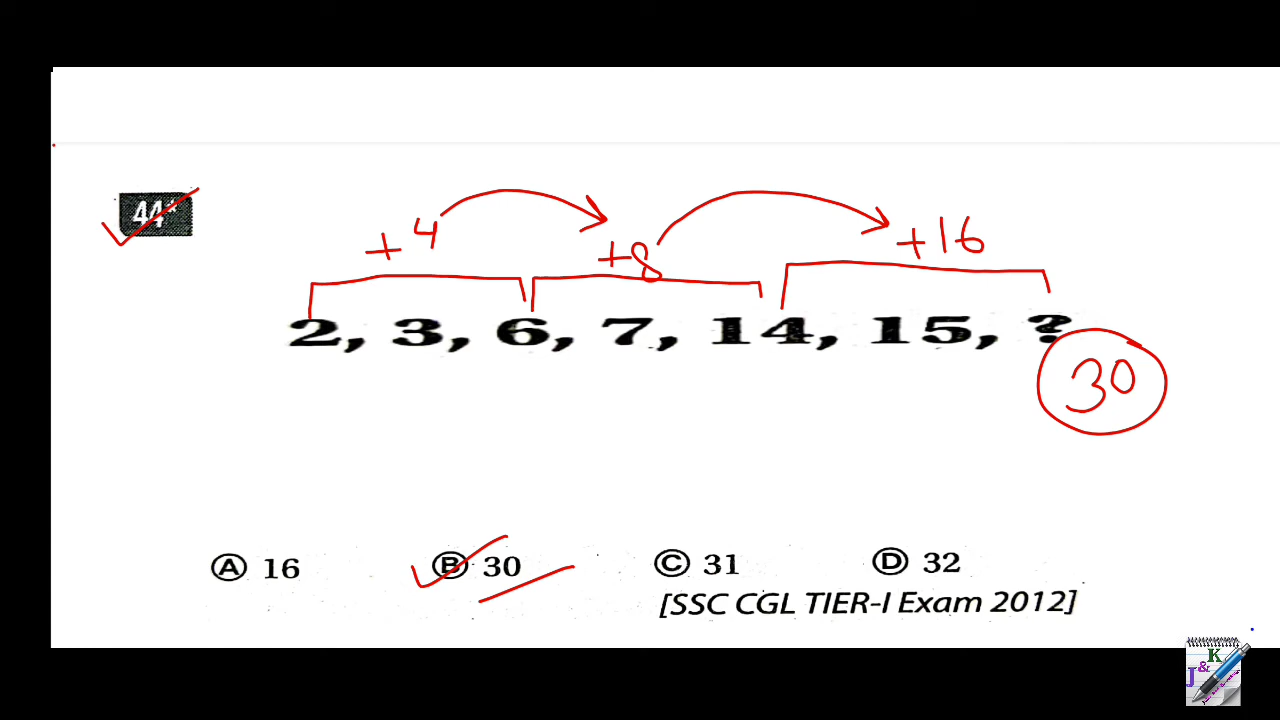 44*
+4 +8 +16
2, 3, 6, 7, 14, 15, ?
30
Ⓐ 16 Ⓑ 30 Ⓒ 31 Ⓓ 32
[SSC CGL TIER-I Exam 2012]
J&K